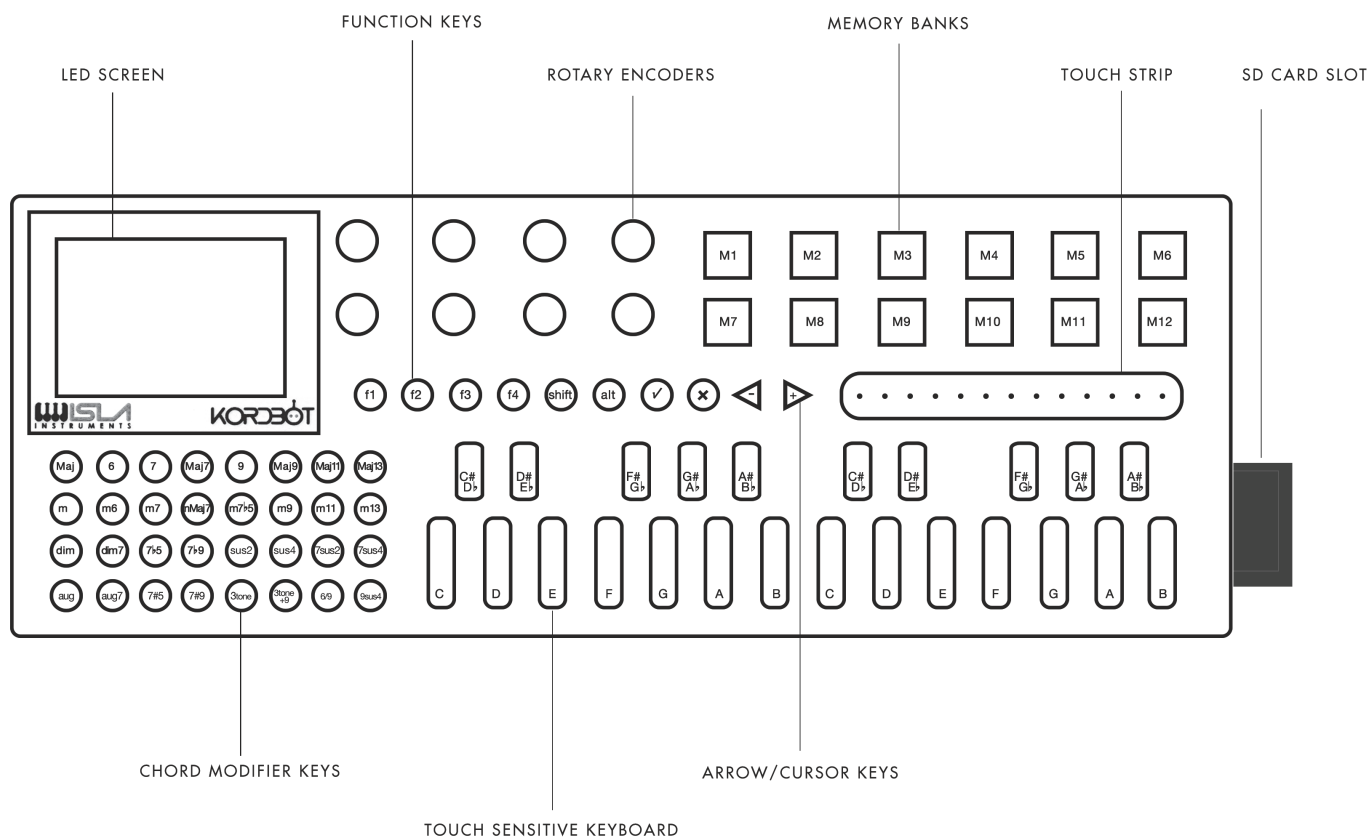 FUNCTION KEYS
MEMORY BANKS
LED SCREEN
ROTARY ENCODERS
TOUCH STRIP
SD CARD SLOT
M1 M2 M3 M4 M5 M6
M7 M8 M9 M10 M11 M12
f1 f2 f3 f4 shift alt ✓ × - +
ISLA
INSTRUMENTS
KORDBOT
Maj 6 7 Maj7 9 Maj9 Maj11 Maj13
C# D# F# G# A# C# D# F# G# A#
D♭ E♭ G♭ A♭ B♭ D♭ E♭ G♭ A♭ B♭
m m6 m7 mMaj7 m7♭5 m9 m11 m13
dim dim7 7♭5 7♭9 sus2 sus4 7sus2 7sus4
aug aug7 7#5 7#9 3tone 3tone +9 6/9 9sus4
C D E F G A B C D E F G A B
CHORD MODIFIER KEYS
ARROW/CURSOR KEYS
TOUCH SENSITIVE KEYBOARD